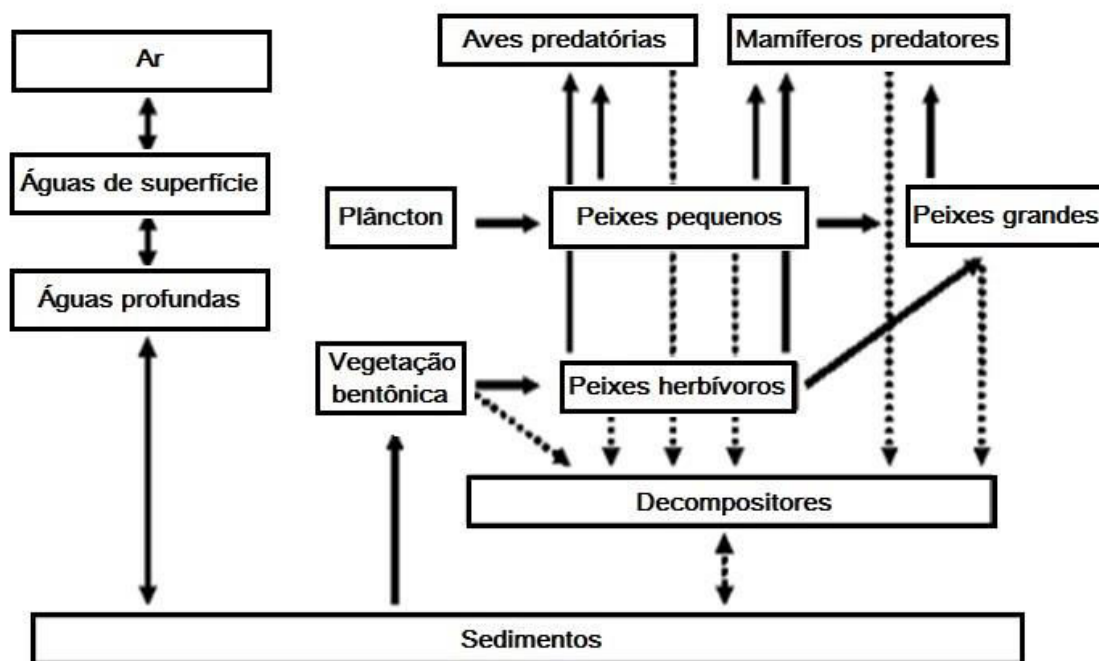 Ar
Aves predatórias
Mamíferos predatores
Águas de superfície
Plâncton
Peixes pequenos
Peixes grandes
Águas profundas
Vegetação
bentônica
Peixes herbívoros
Decompositores
Sedimentos